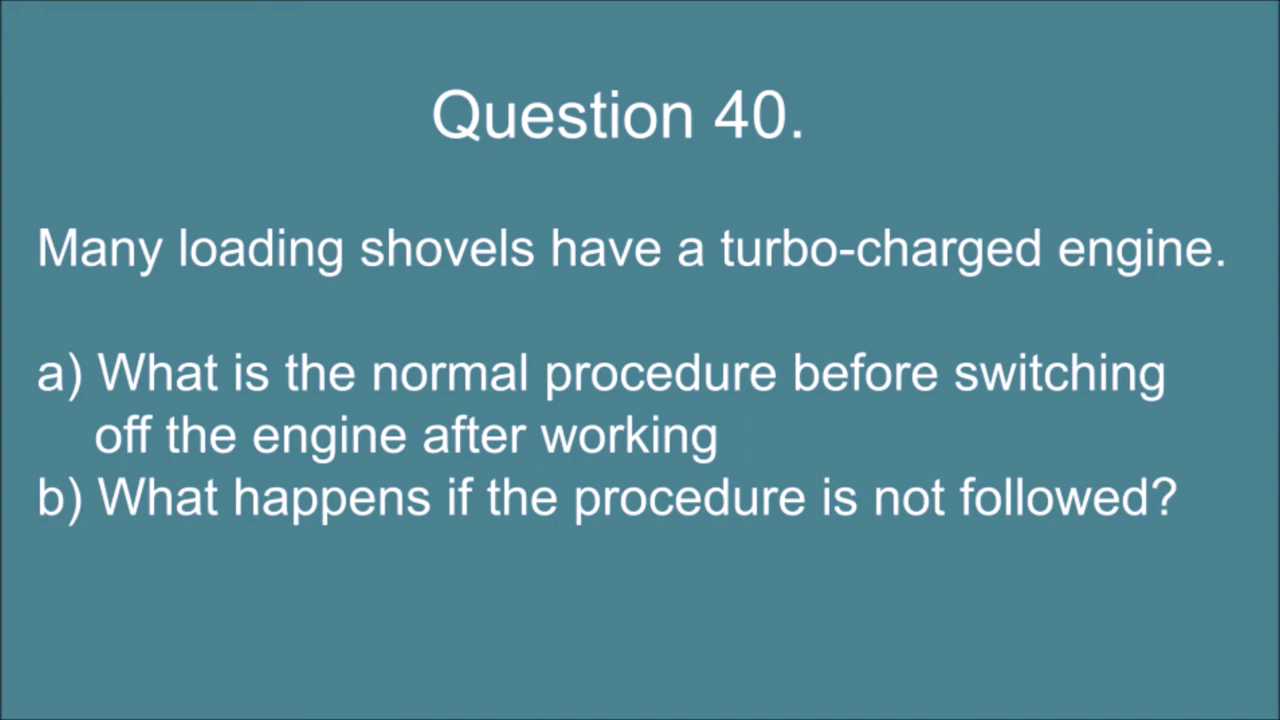 Question 40.
Many loading shovels have a turbo-charged engine.
a) What is the normal procedure before switching
off the engine after working
b) What happens if the procedure is not followed?